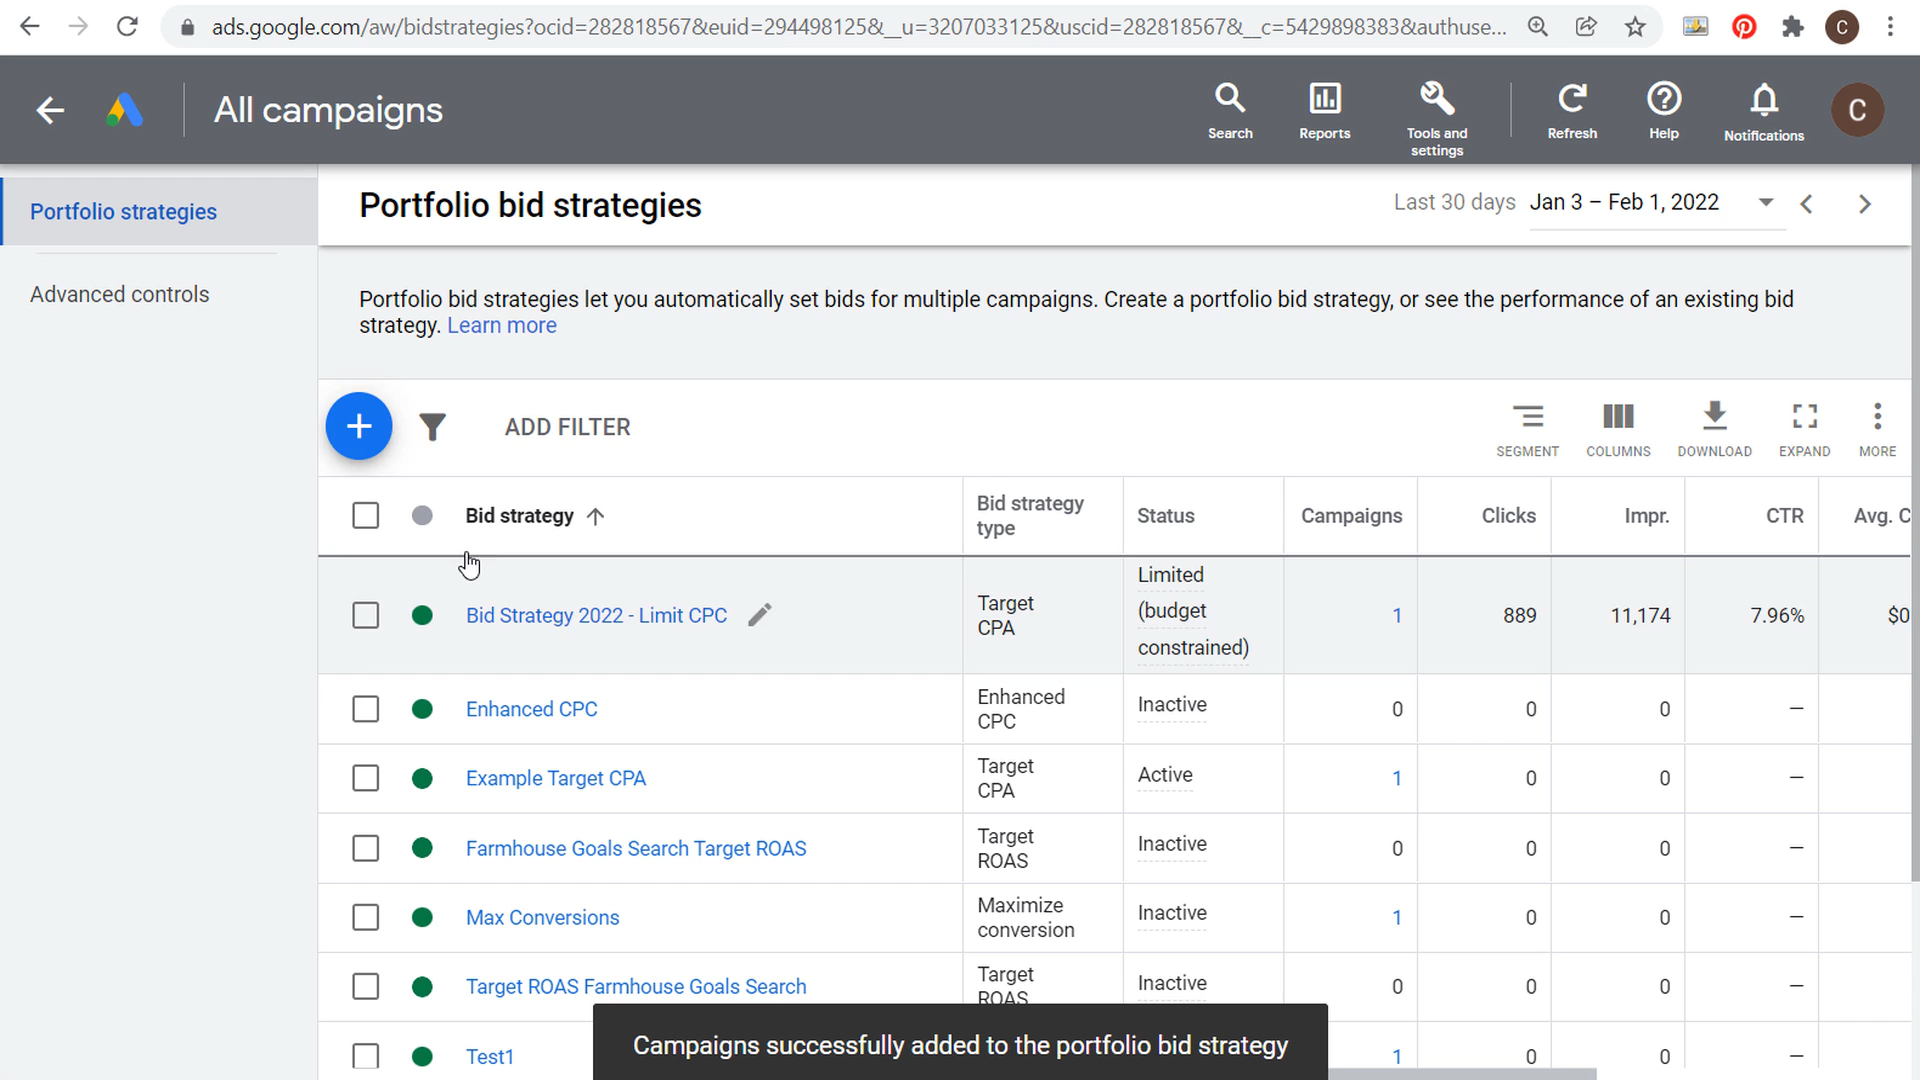 ads.google.com/aw/bidstrategies?ocid=282818567&euid=294498125&__u=3207033125&uscid=282818567&__c=5429898383&authuse...
C
All campaigns
Search
Reports
Tools and
settings
Refresh
Help
Notifications
C
Portfolio strategies
Advanced controls
Portfolio bid strategies
Last 30 days Jan 3 – Feb 1, 2022
Portfolio bid strategies let you automatically set bids for multiple campaigns. Create a portfolio bid strategy, or see the performance of an existing bid
strategy. Learn more
ADD FILTER
SEGMENT
COLUMNS
DOWNLOAD
EXPAND
MORE
Bid strategy
Bid strategy
type
Status
Campaigns
Clicks
Impr.
CTR
Avg. C
Bid Strategy 2022 - Limit CPC
Target
CPA
Limited
(budget
constrained)
1
889
11,174
7.96%
$0
Enhanced CPC
Enhanced
CPC
Inactive
0
0
0
—
Example Target CPA
Target
CPA
Active
1
0
0
—
Farmhouse Goals Search Target ROAS
Target
ROAS
Inactive
0
0
0
—
Max Conversions
Maximize
conversion
Inactive
1
0
0
—
Target ROAS Farmhouse Goals Search
Target
ROAS
Inactive
0
0
0
—
Test1
1
0
0
—
Campaigns successfully added to the portfolio bid strategy